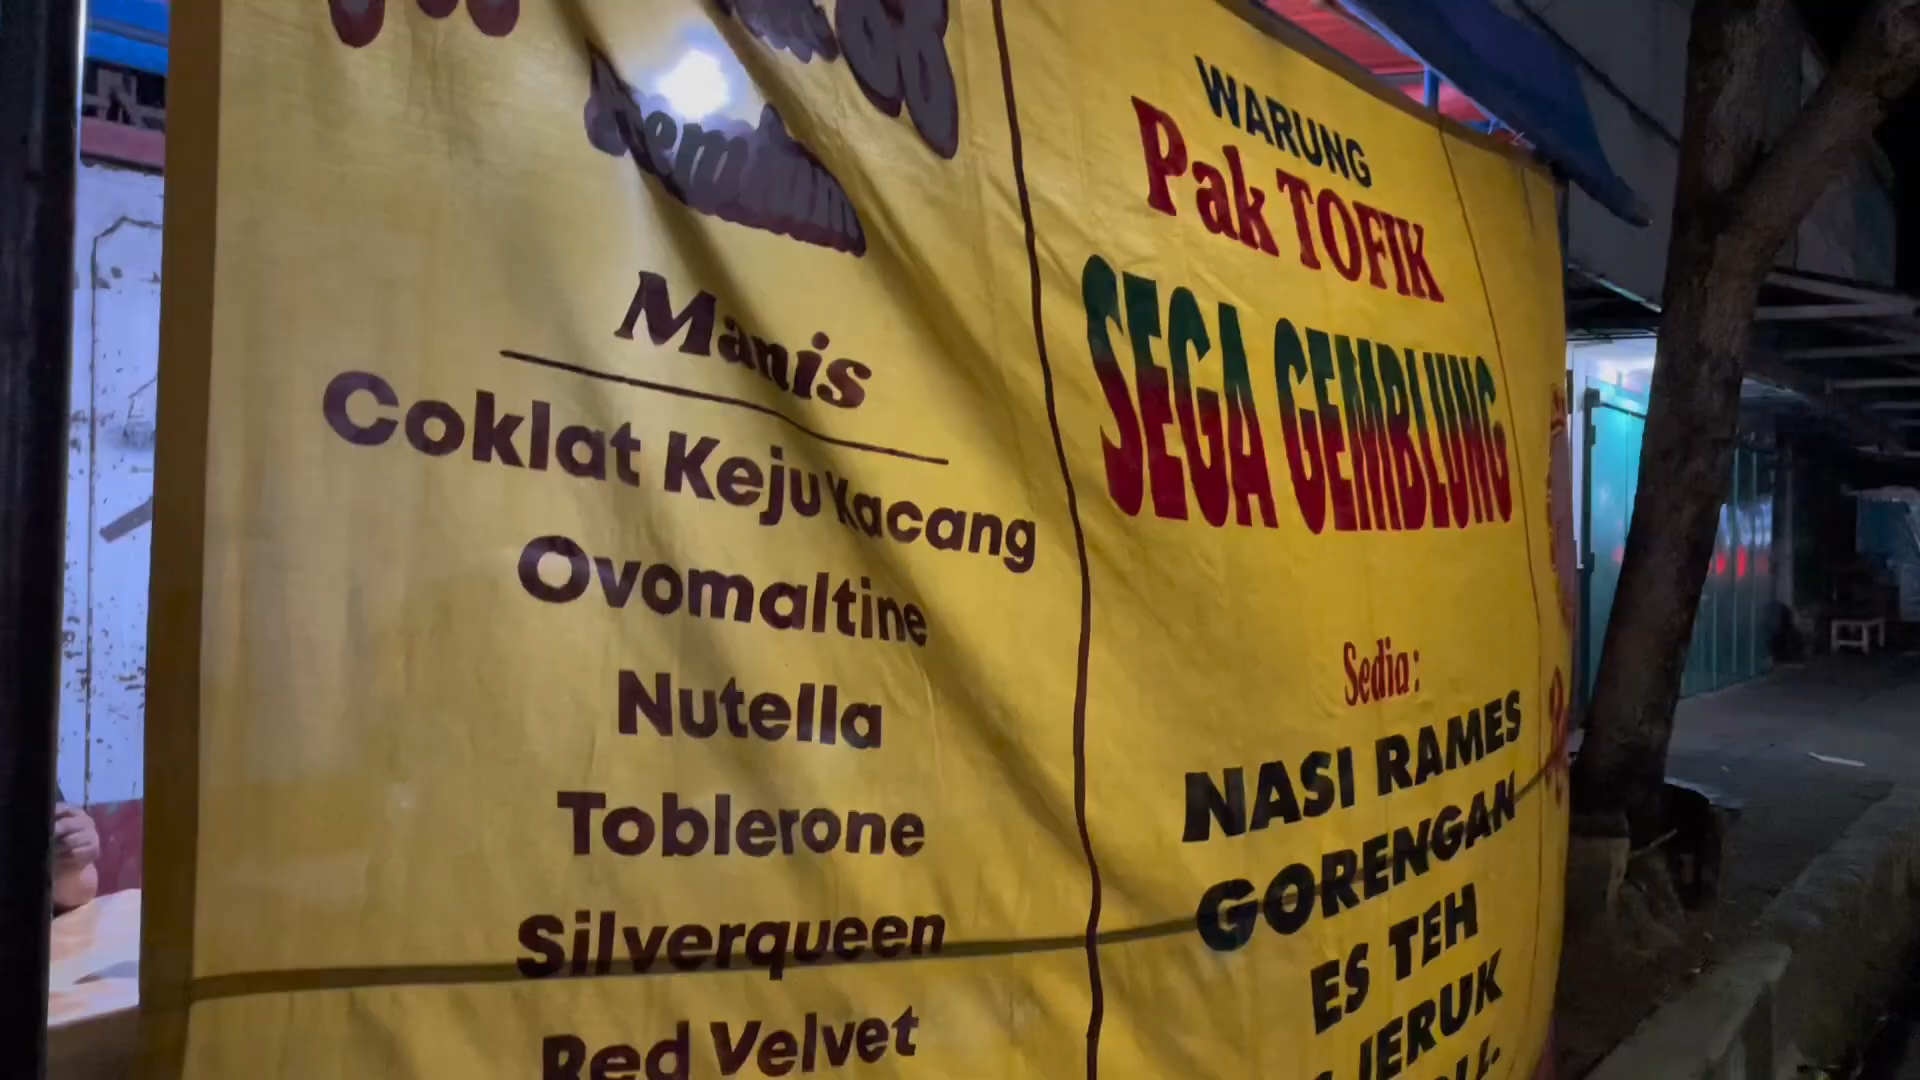 Premium
Manis
Coklat Keju Kacang
Ovomaltine
Nutella
Toblerone
Silverqueen
Red Velvet
WARUNG
Pak TOFIK
SEGA GEMBLUNG
Sedia:
NASI RAMES
GORENGAN
ES TEH
JERUK